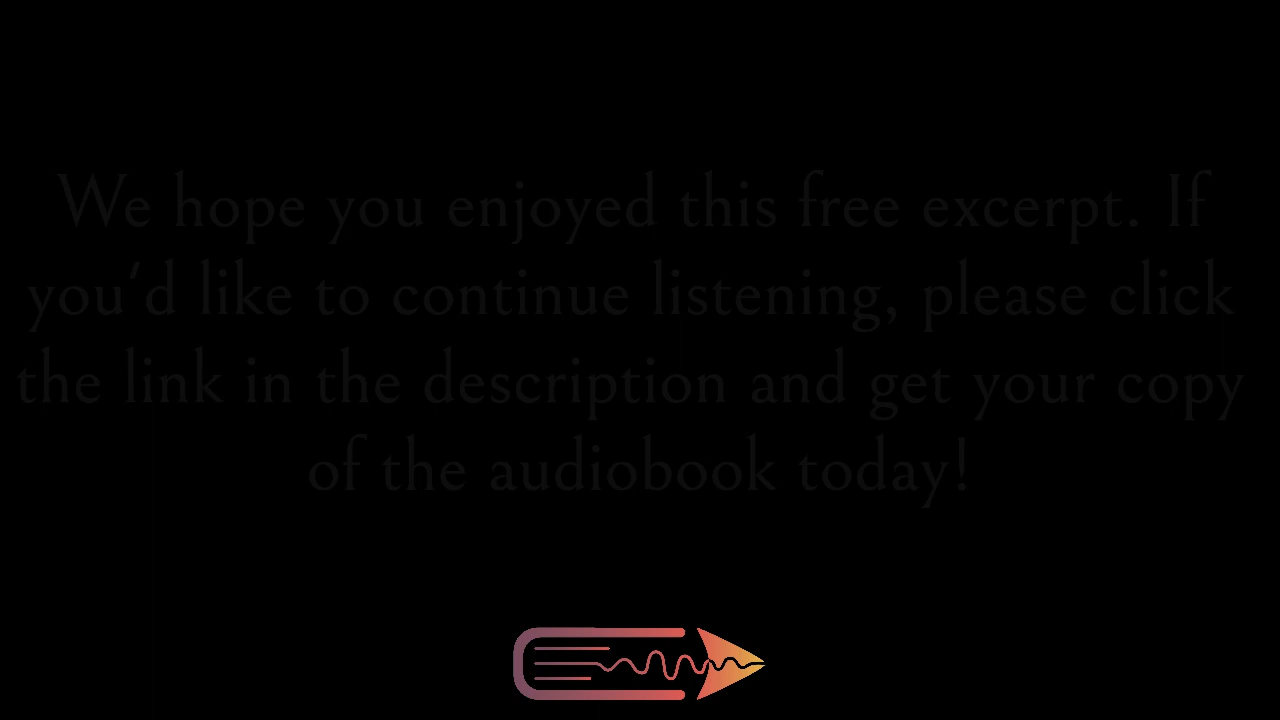 We hope you enjoyed this free excerpt. If
you‘d like to continue listening, please click
the link in the description and get your copy
of the audiobook today!